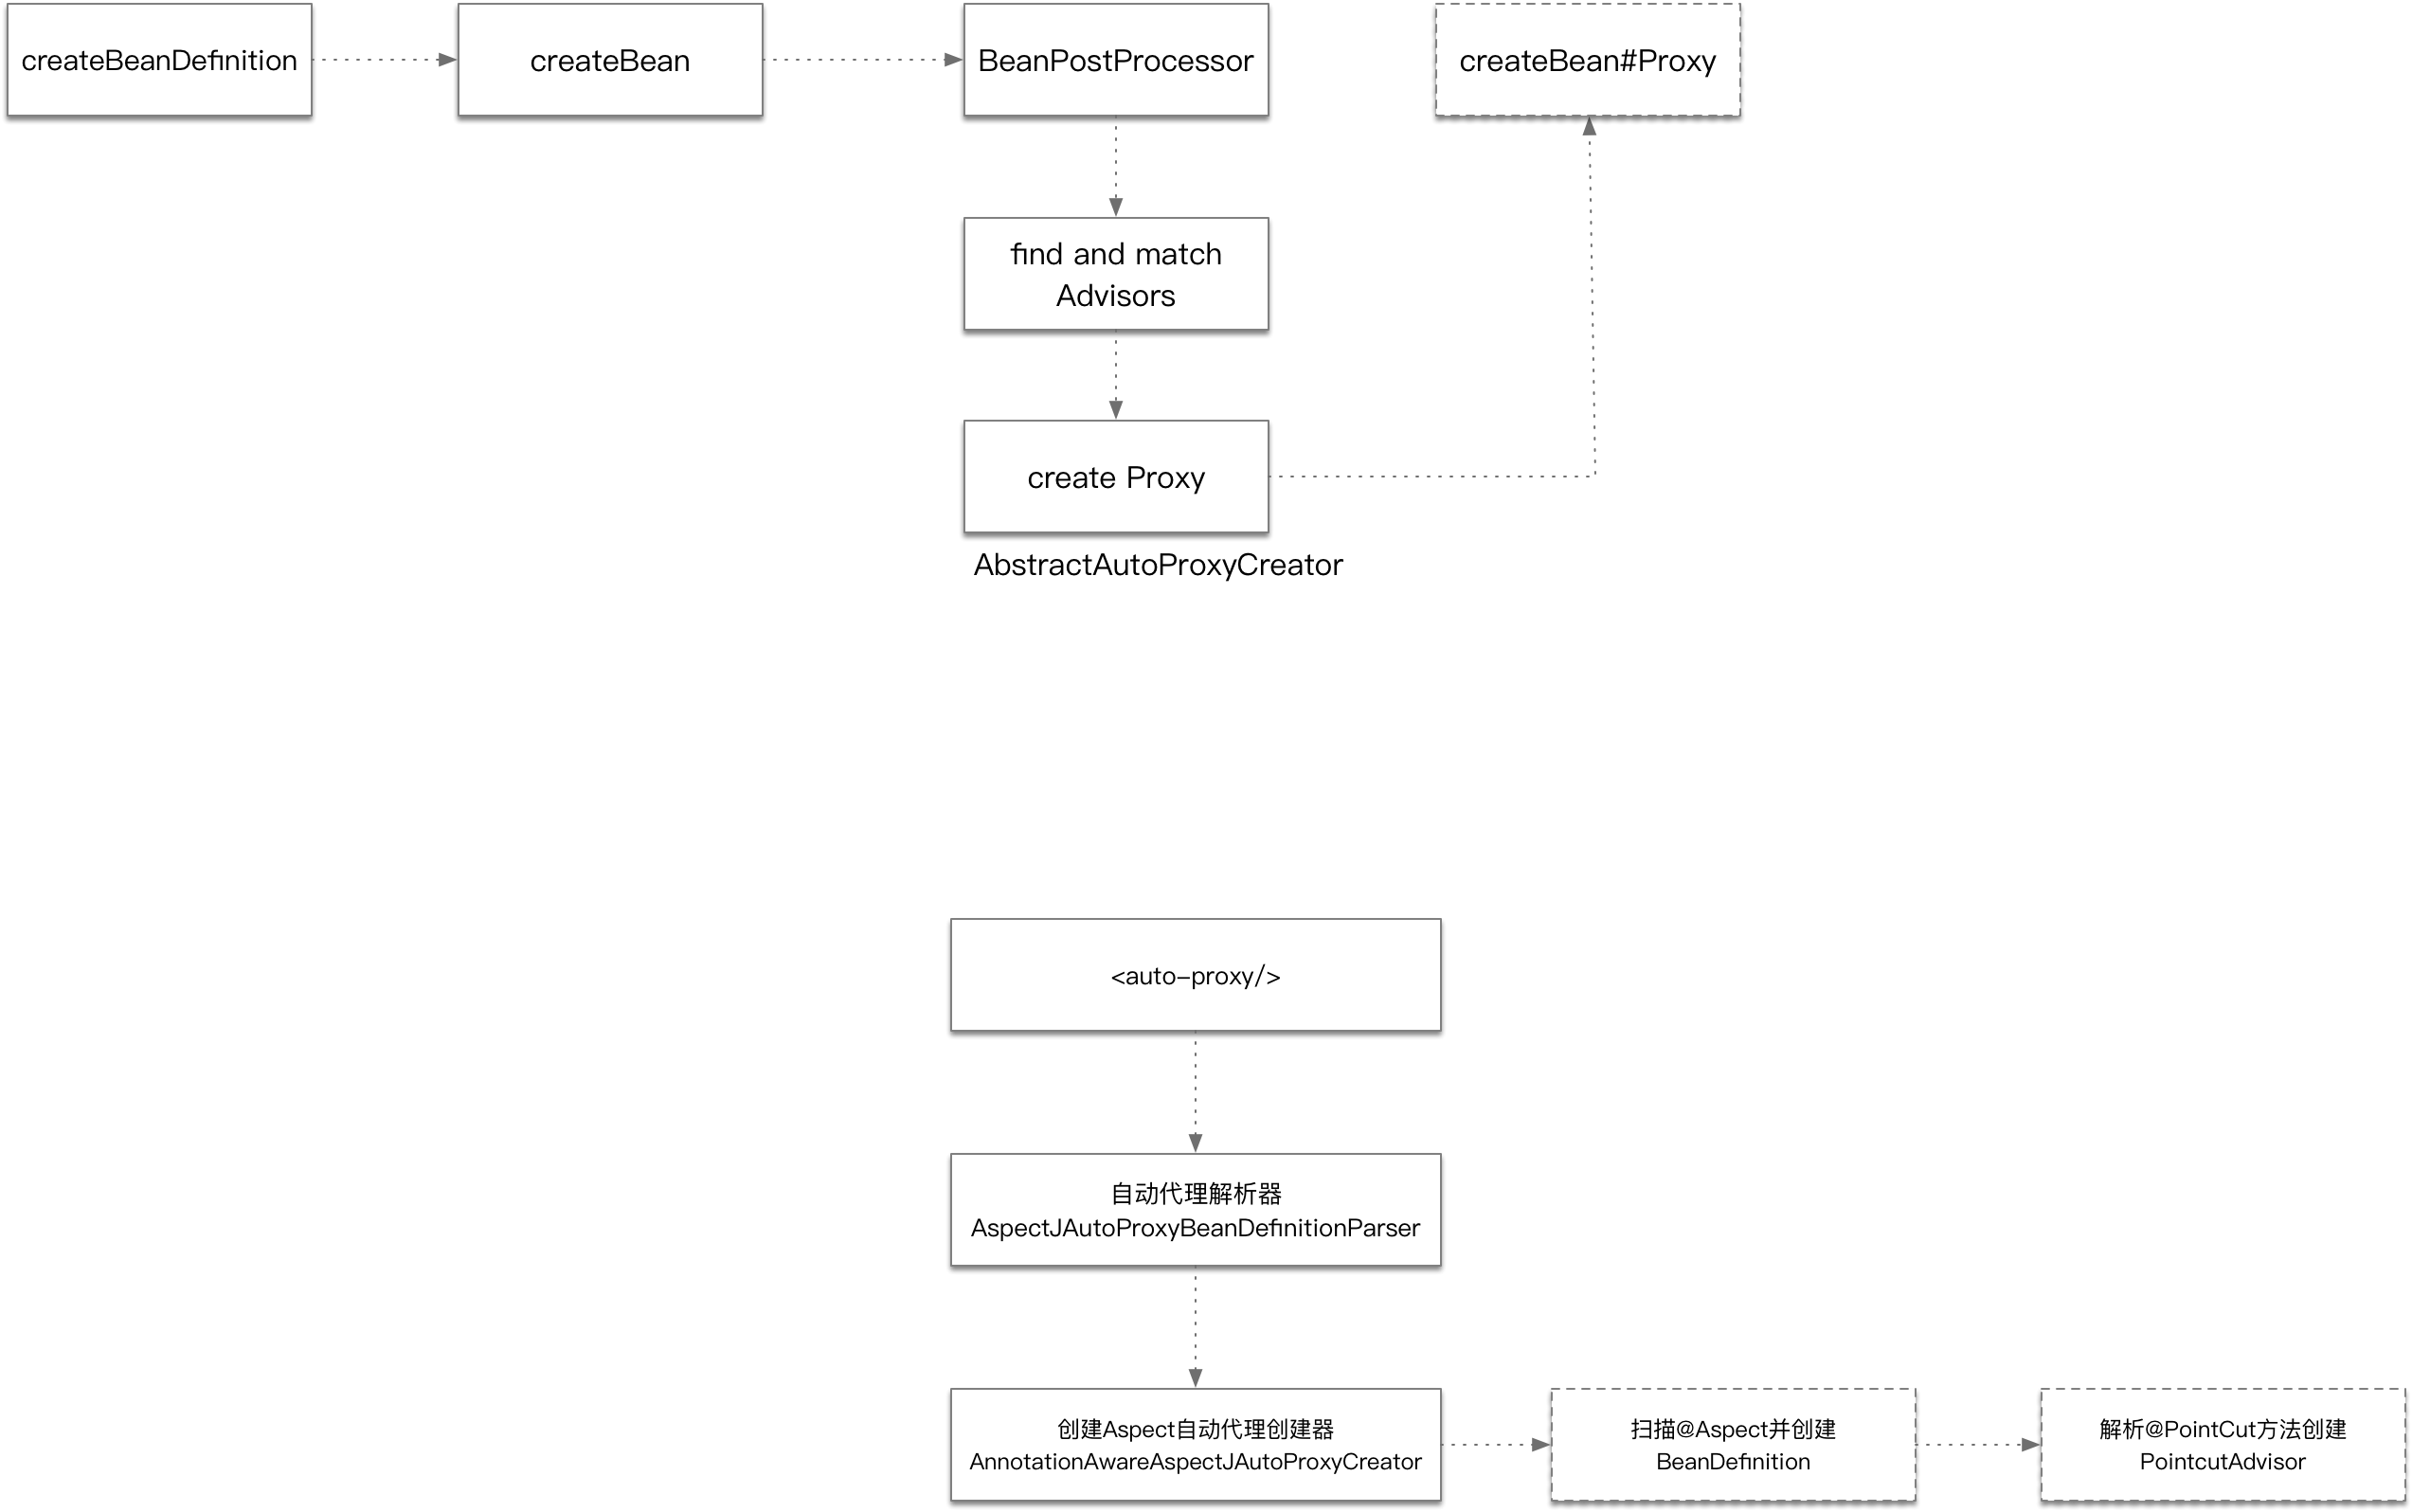 createBeanDefinition
createBean
BeanPostProcessor
createBean#Proxy
find and match
Advisors
create Proxy
AbstractAutoProxyCreator
<auto-proxy/>
自动代理解析器
AspectJAutoProxyBeanDefinitionParser
创建Aspect自动代理创建器
AnnotationAwareAspectJAutoProxyCreator
扫描@Aspect并创建
BeanDefinition
解析@PointCut方法创建
PointcutAdvisor